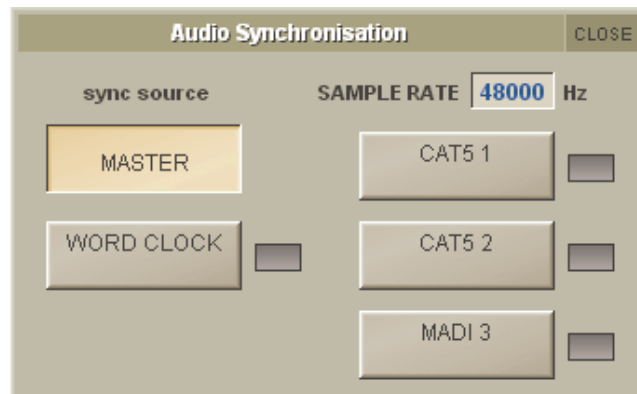 Audio Synchronisation CLOSE
sync source SAMPLE RATE 48000 Hz
MASTER CAT5 1
WORD CLOCK CAT5 2
MADI 3